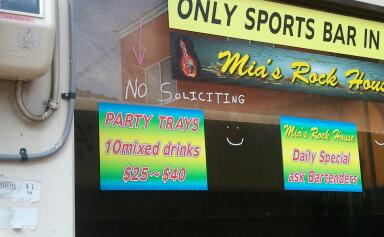 ONLY SPORTS BAR IN
Mia's Rock Hous
NO SOLICITING
PARTY TRAYS
10mixed drinks
$25~$40
Mia's Rock House
Daily Special
ask Bartenders